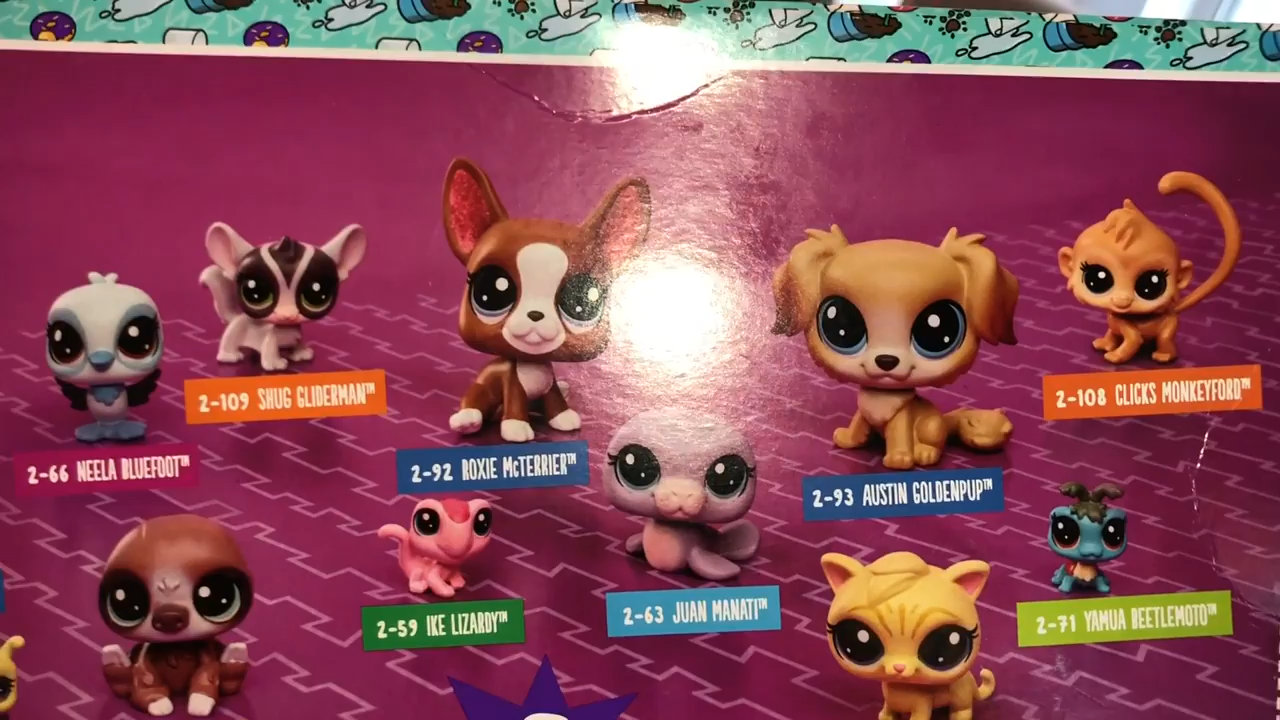 2-109 SHUG GLIDERMAN™
2-108 CLICKS MONKEYFORD™
2-66 NEELA BLUEFOOT™
2-92 ROXIE McTERRIER™
2-93 AUSTIN GOLDENPUP™
2-59 IKE LIZARDY™
2-63 JUAN MANATI™
2-71 YAMUA BEETLEMOTO™